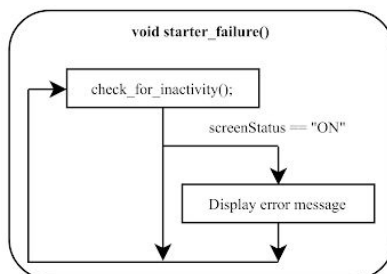 void starter_failure()
check_for_inactivity();
screenStatus == "ON"
Display error message